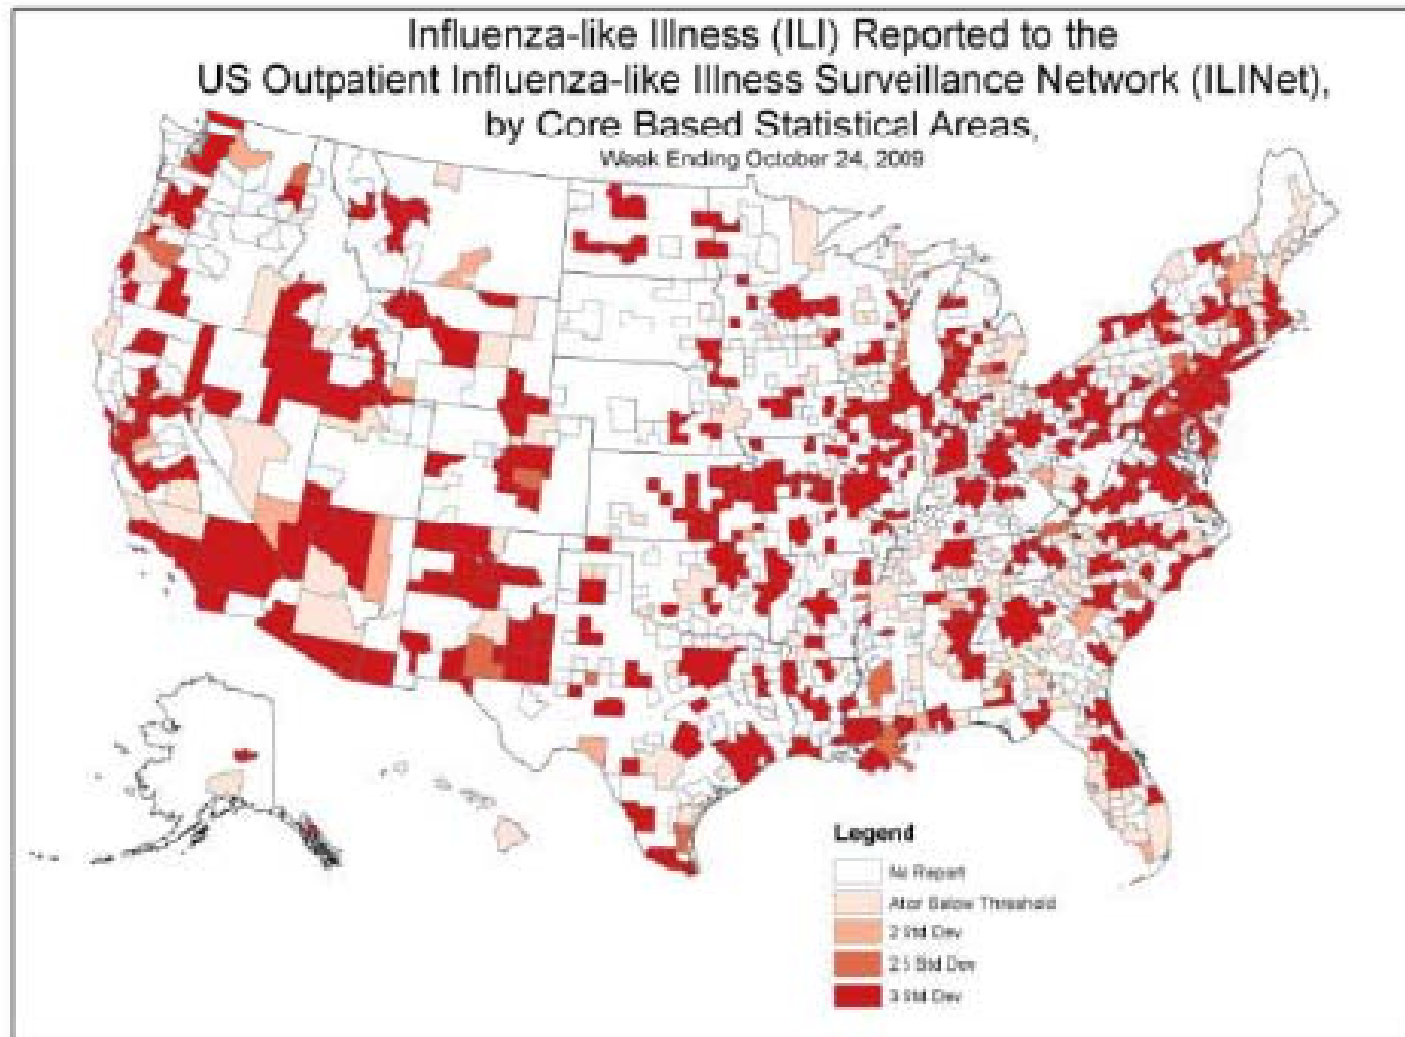 Influenza-like Illness (ILI) Reported to the
US Outpatient Influenza-like Illness Surveillance Network (ILINet),
by Core Based Statistical Areas,
Week Ending October 24, 2009
Legend
No Report
At or Below Threshold
2 Std Dev
2.5 Std Dev
3 Std Dev